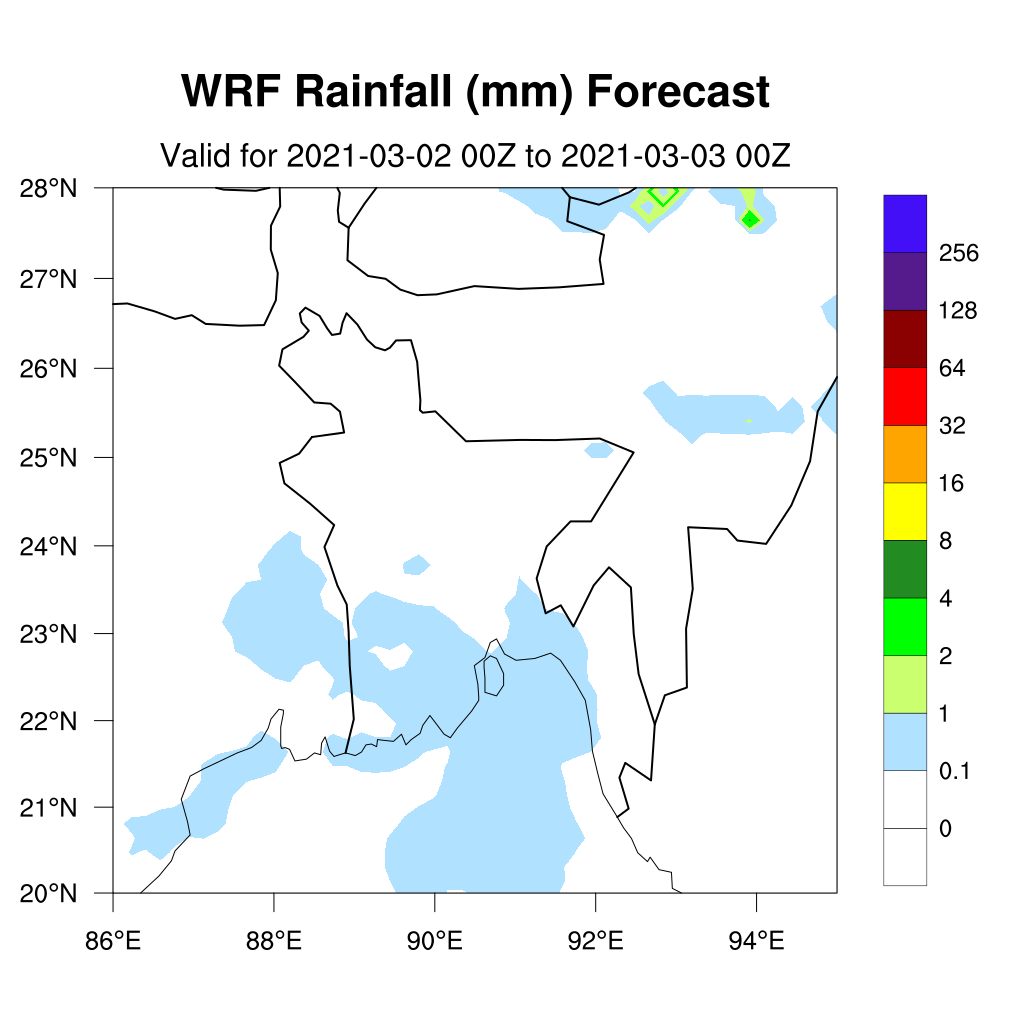 WRF Rainfall (mm) Forecast
Valid for 2021-03-02 00Z to 2021-03-03 00Z
28°N
27°N
26°N
25°N
24°N
23°N
22°N
21°N
20°N
86°E 88°E 90°E 92°E 94°E
256
128
64
32
16
8
4
2
1
0.1
0